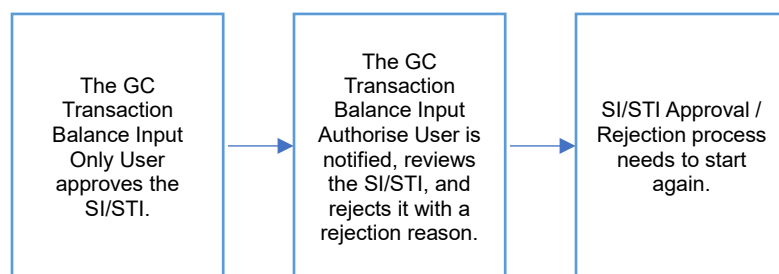 The GC
Transaction
Balance Input
Only User
approves the
SI/STI.
The GC
Transaction
Balance Input
Authorise User is
notified, reviews
the SI/STI, and
rejects it with a
rejection reason.
SI/STI Approval /
Rejection process
needs to start
again.